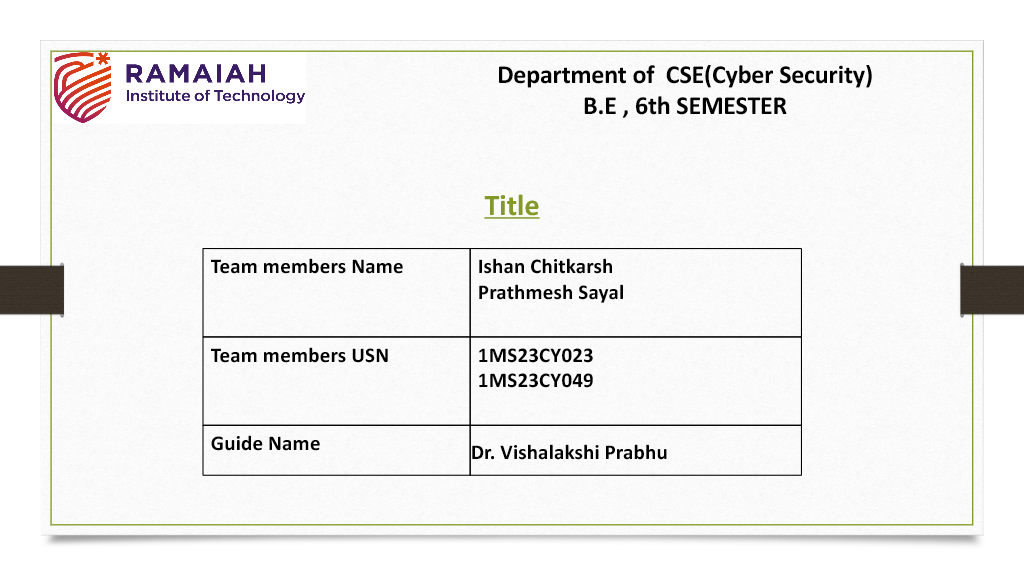 RAMAIAH
Institute of Technology
Department of CSE(Cyber Security)
B.E , 6th SEMESTER
Title
Team members Name
Ishan Chitkarsh
Prathmesh Sayal
Team members USN
1MS23CY023
1MS23CY049
Guide Name
Dr. Vishalakshi Prabhu